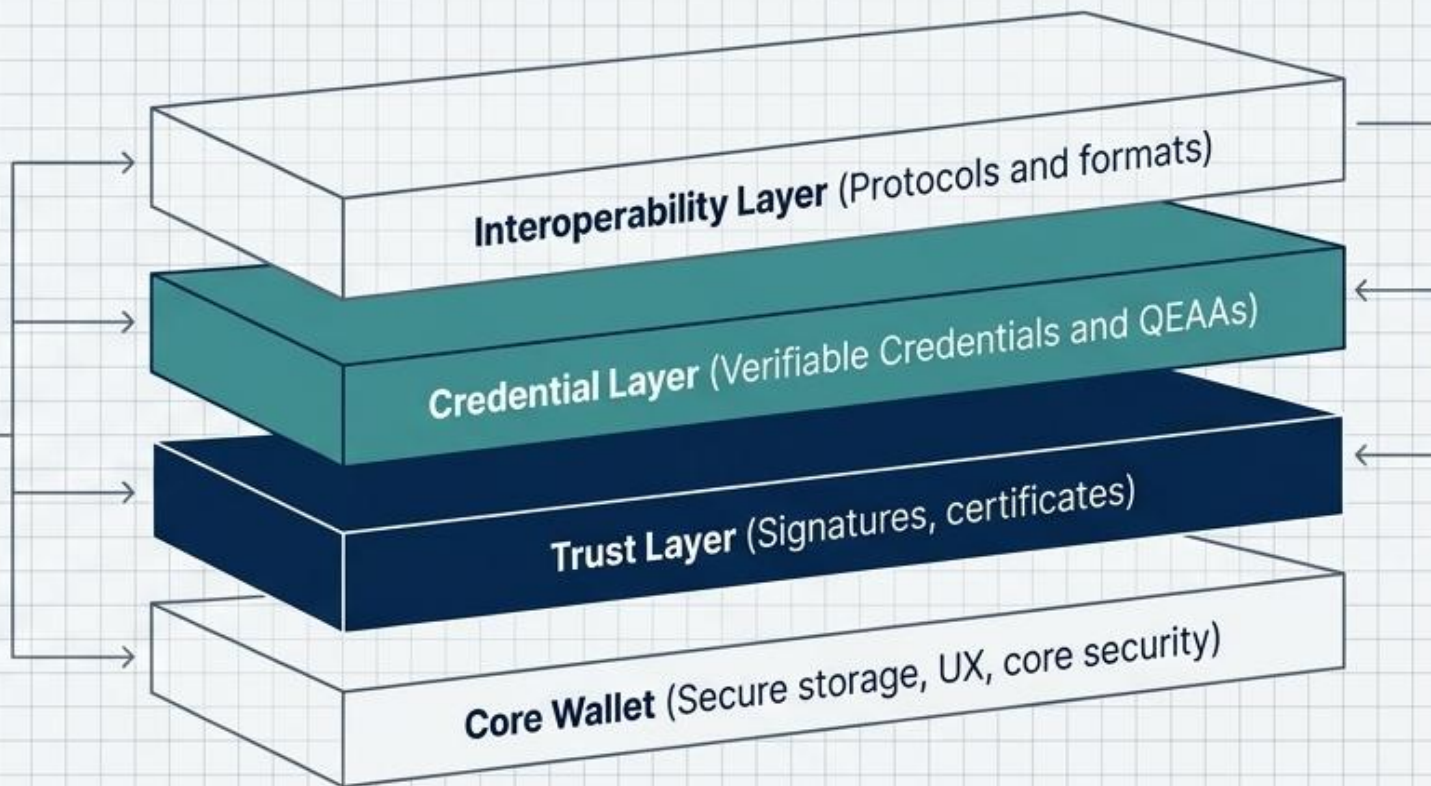 Interoperability Layer (Protocols and formats)
Credential Layer (Verifiable Credentials and QEAAs)
Trust Layer (Signatures, certificates)
Core Wallet (Secure storage, UX, core security)